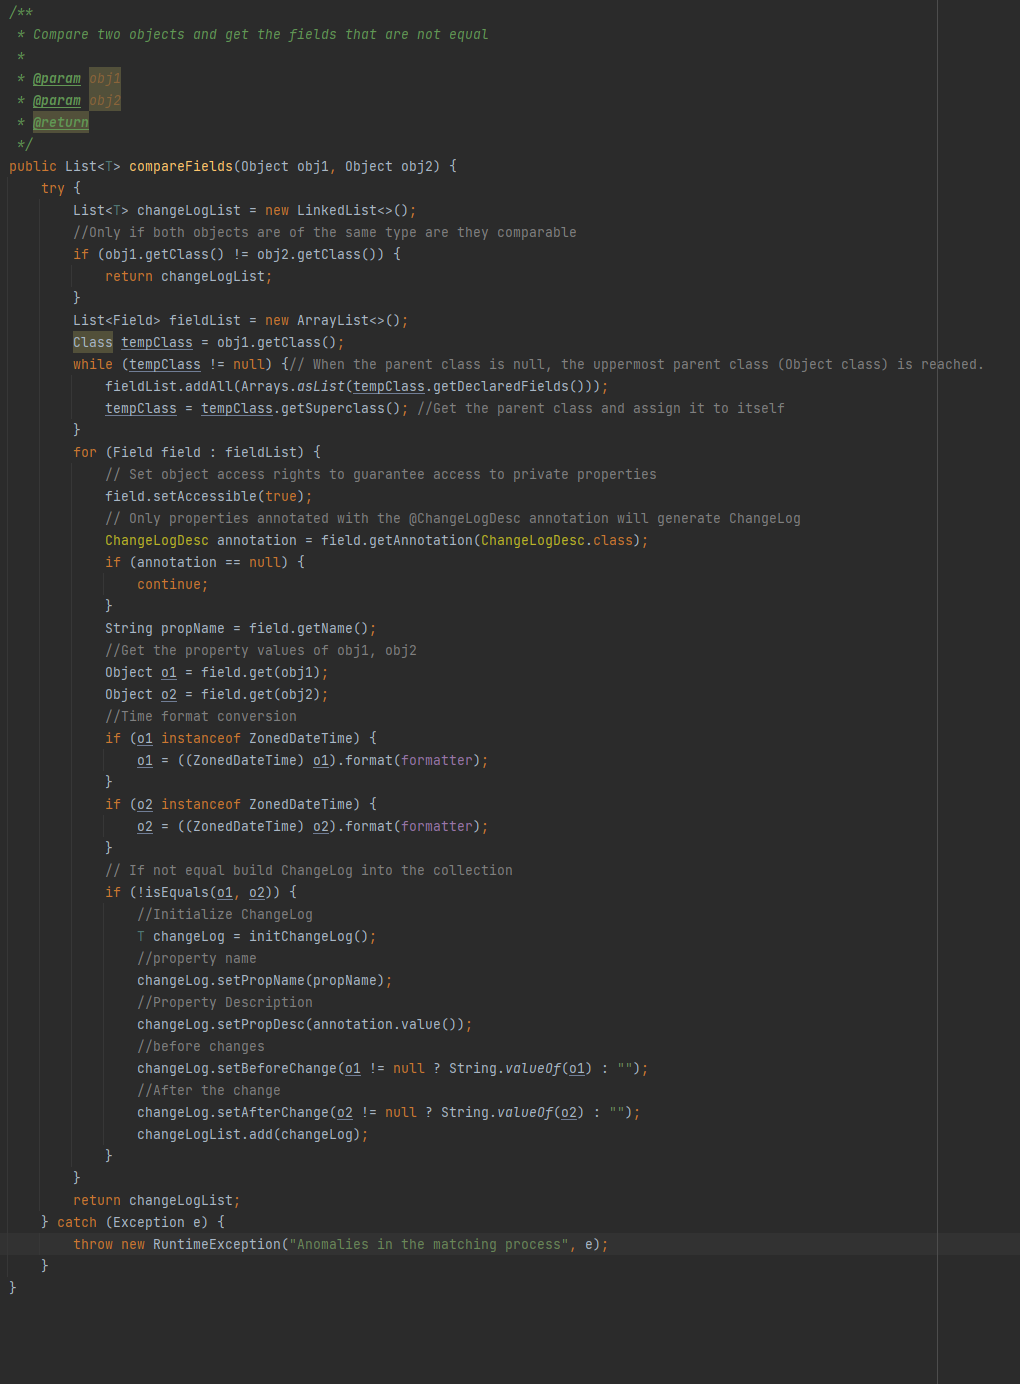 /**
 * Compare two objects and get the fields that are not equal
 *
 * @param obj1
 * @param obj2
 * @return
 */
public List<T> compareFields(Object obj1, Object obj2) {
    try {
        List<T> changeLogList = new LinkedList<>();
        //Only if both objects are of the same type are they comparable
        if (obj1.getClass() != obj2.getClass()) {
            return changeLogList;
        }
        List<Field> fieldList = new ArrayList<>();
        Class tempClass = obj1.getClass();
        while (tempClass != null) {// When the parent class is null, the uppermost parent class (Object class) is reached.
            fieldList.addAll(Arrays.asList(tempClass.getDeclaredFields()));
            tempClass = tempClass.getSuperclass(); //Get the parent class and assign it to itself
        }
        for (Field field : fieldList) {
            // Set object access rights to guarantee access to private properties
            field.setAccessible(true);
            // Only properties annotated with the @ChangeLogDesc annotation will generate ChangeLog
            ChangeLogDesc annotation = field.getAnnotation(ChangeLogDesc.class);
            if (annotation == null) {
                continue;
            }
            String propName = field.getName();
            //Get the property values of obj1, obj2
            Object o1 = field.get(obj1);
            Object o2 = field.get(obj2);
            //Time format conversion
            if (o1 instanceof ZonedDateTime) {
                o1 = ((ZonedDateTime) o1).format(formatter);
            }
            if (o2 instanceof ZonedDateTime) {
                o2 = ((ZonedDateTime) o2).format(formatter);
            }
            // If not equal build ChangeLog into the collection
            if (!isEquals(o1, o2)) {
                //Initialize ChangeLog
                T changeLog = initChangeLog();
                //property name
                changeLog.setPropName(propName);
                //Property Description
                changeLog.setPropDesc(annotation.value());
                //before changes
                changeLog.setBeforeChange(o1 != null ? String.valueOf(o1) : "");
                //After the change
                changeLog.setAfterChange(o2 != null ? String.valueOf(o2) : "");
                changeLogList.add(changeLog);
            }
        }
        return changeLogList;
    } catch (Exception e) {
        throw new RuntimeException("Anomalies in the matching process", e);
    }
}